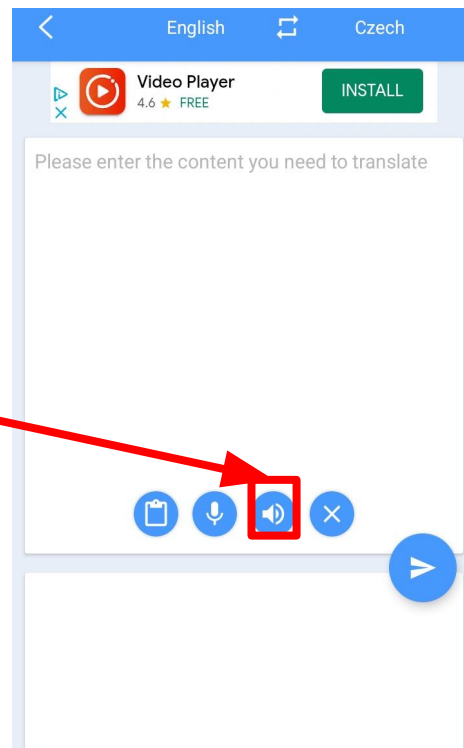 English Czech
Video Player
4.6 ★ FREE
INSTALL
Please enter the content you need to translate